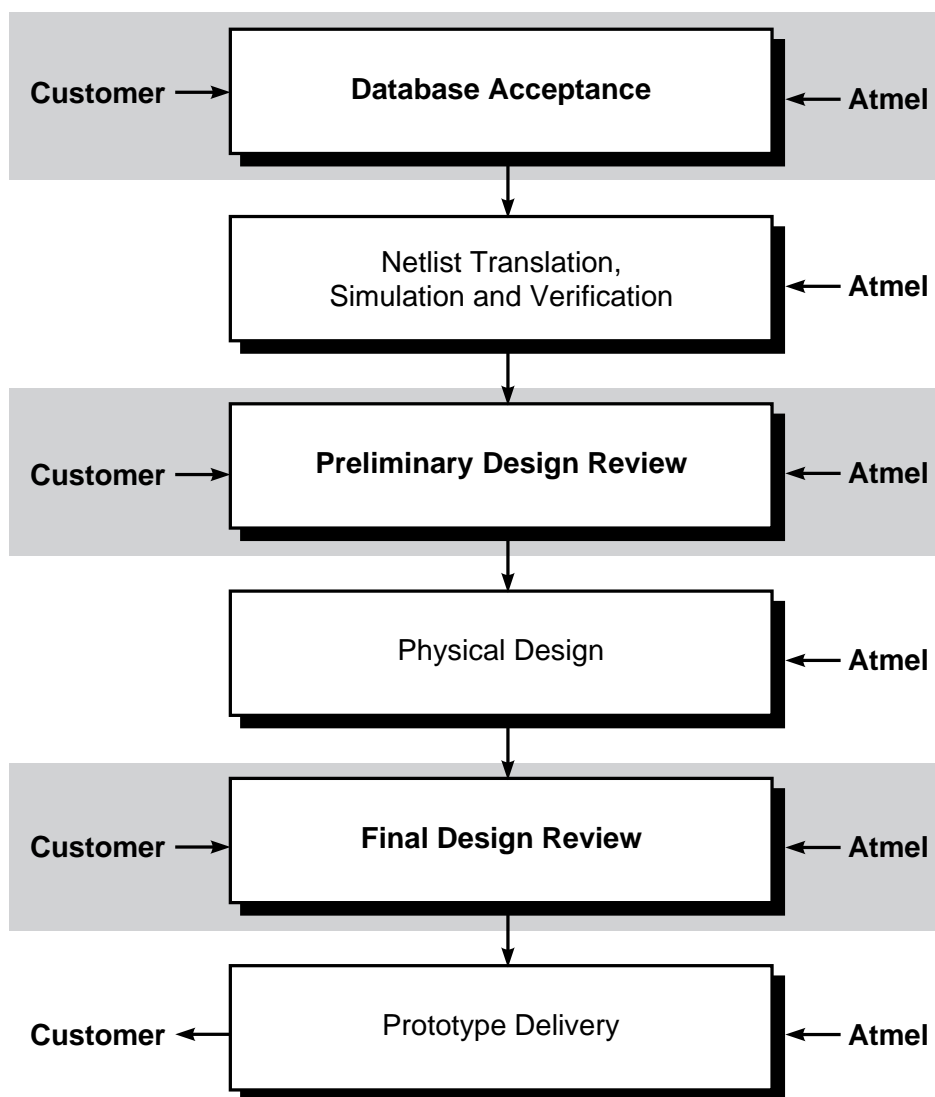 Customer
Database Acceptance
Atmel
Netlist Translation,
Simulation and Verification
Atmel
Customer
Preliminary Design Review
Atmel
Physical Design
Atmel
Customer
Final Design Review
Atmel
Customer
Prototype Delivery
Atmel